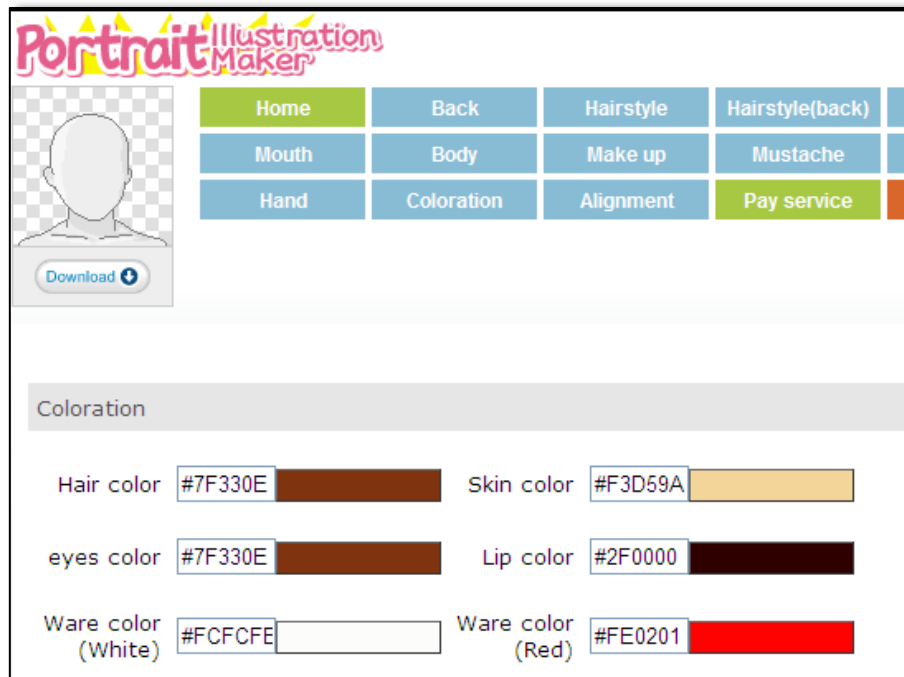 Portrait Illustration
Maker
Home Back Hairstyle Hairstyle(back)
Mouth Body Make up Mustache
Hand Coloration Alignment Pay service
Download
Coloration
Hair color #7F330E Skin color #F3D59A
eyes color #7F330E Lip color #2F0000
Ware color
(White) #FCFCFE Ware color
(Red) #FE0201